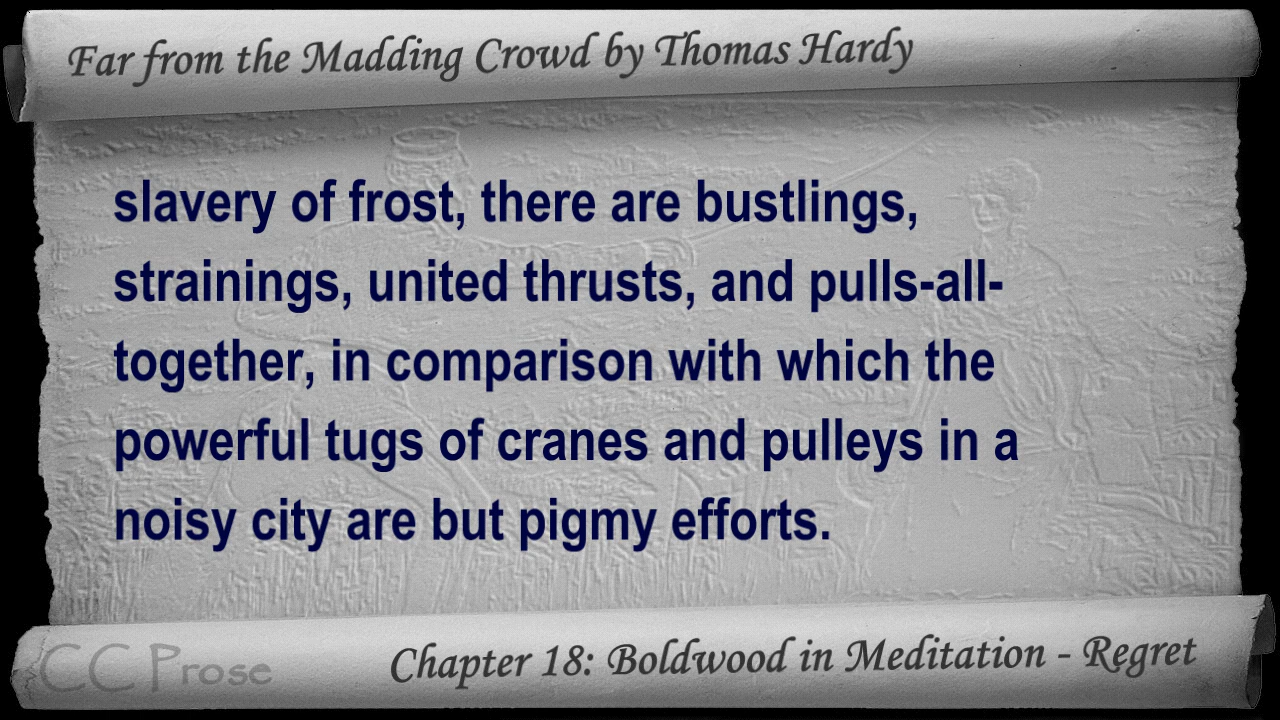 Far from the Madding Crowd by Thomas Hardy
slavery of frost, there are bustlings,
strainings, united thrusts, and pulls-all-
together, in comparison with which the
powerful tugs of cranes and pulleys in a
noisy city are but pigmy efforts.
CC Prose
Chapter 18: Boldwood in Meditation - Regret